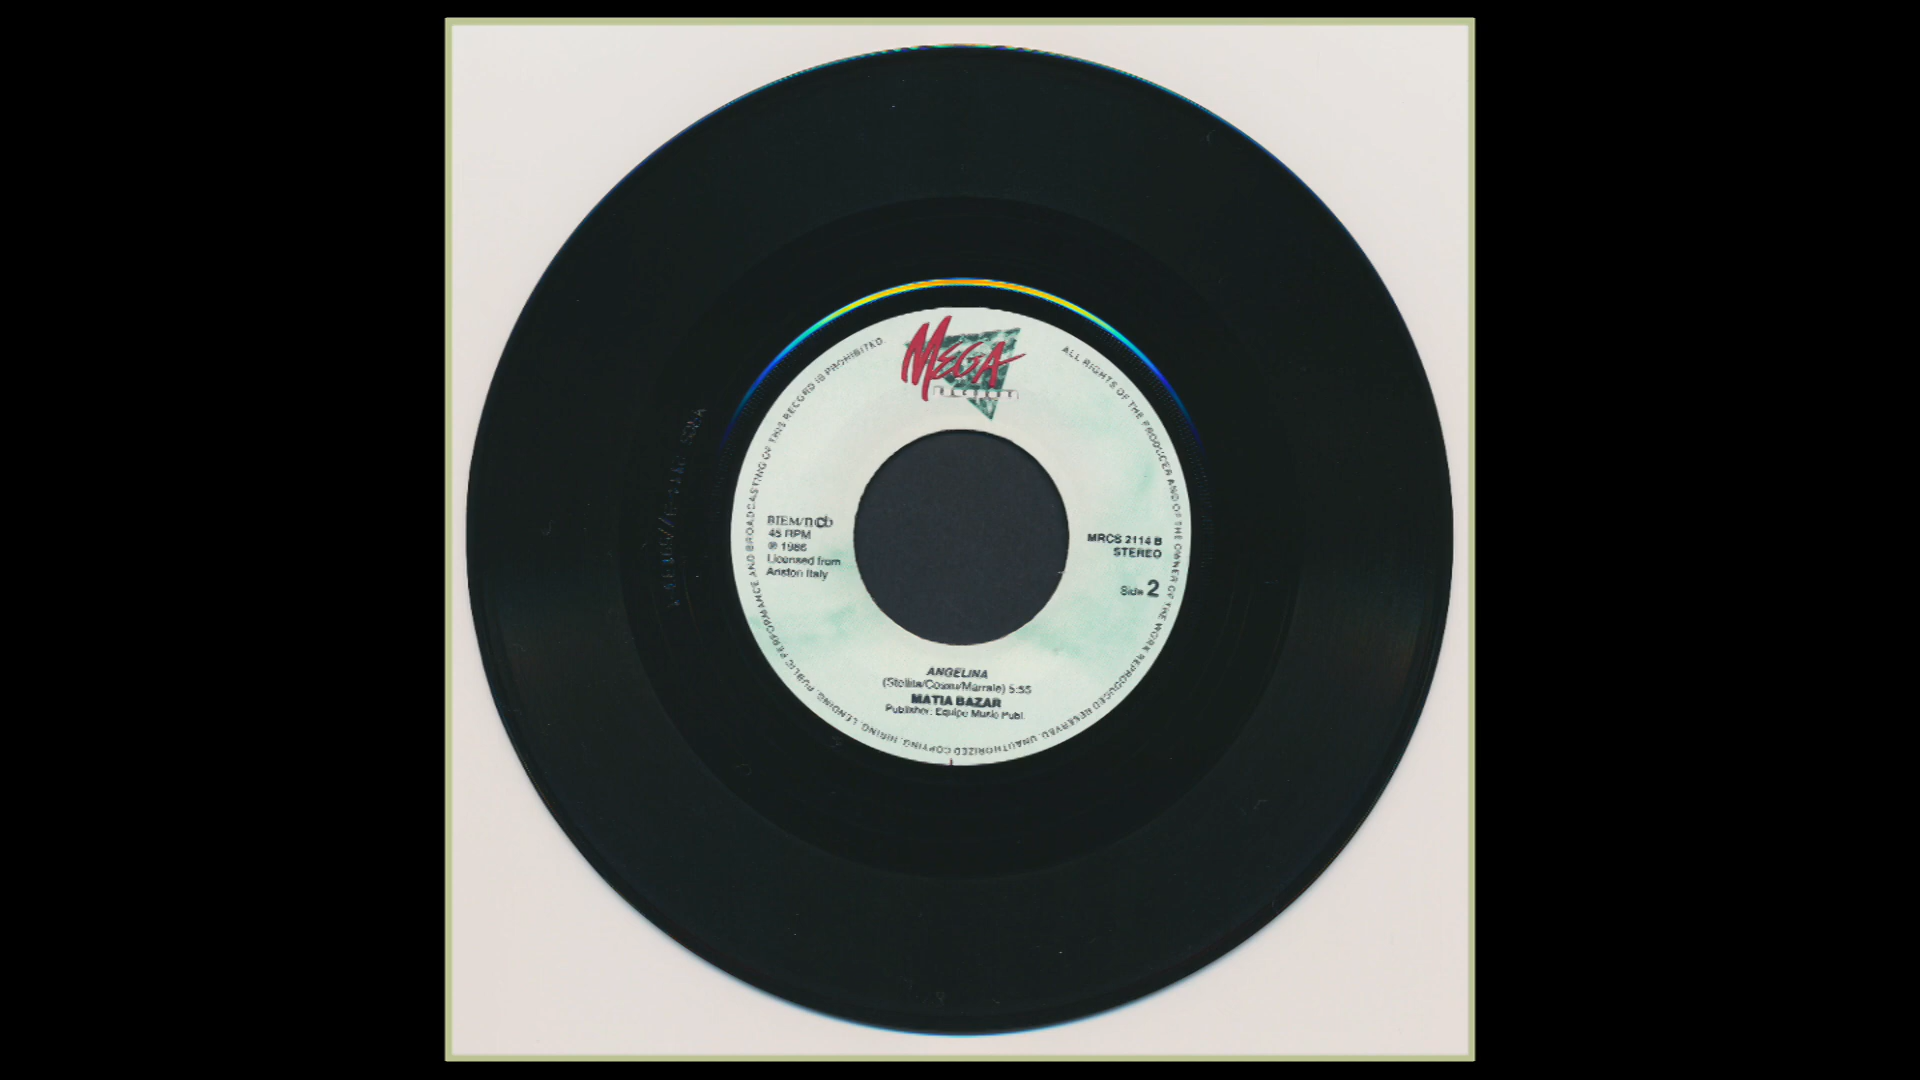 MEGA
RECORDS
ALL RIGHTS OF THE PRODUCER AND OF THE OWNER OF THE WORK REPRODUCED RESERVED. UNAUTHORIZED COPYING, HIRING, LENDING, PUBLIC PERFORMANCE AND BROADCASTING OF THIS RECORD IS PROHIBITED.
BIEM/ncb
45 RPM
℗ 1986
Licensed from
Ariston Italy
MRCS 2114 B
STEREO
Side 2
ANGELINA
(Stellita/Cossu/Marrale) 5:55
MATIA BAZAR
Publisher: Equipe Music Publ.